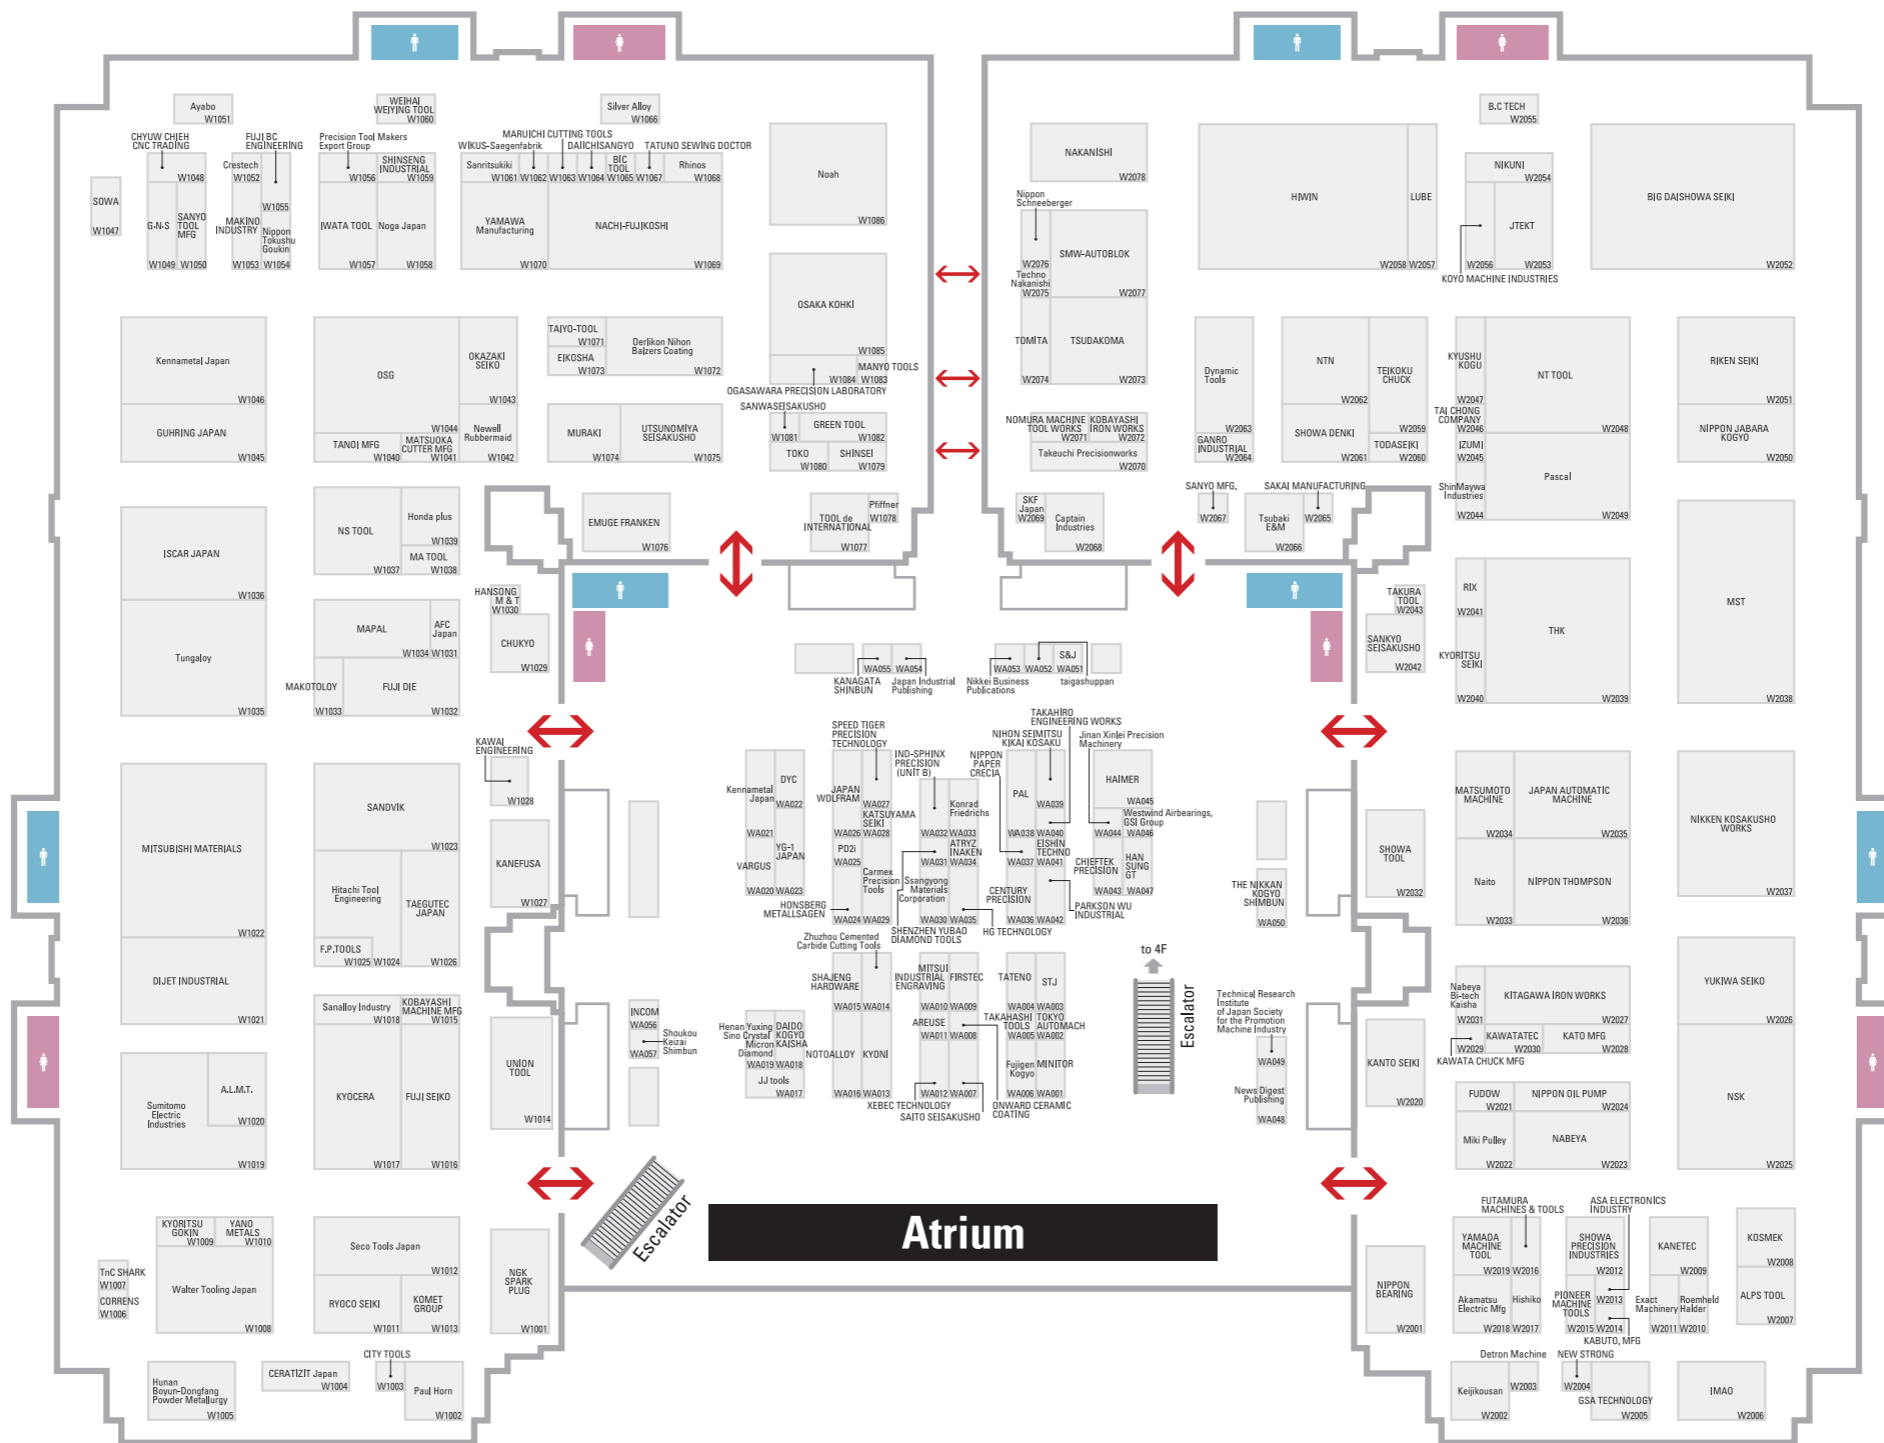 Ayabo
W1051
WEIHAI
WEIYING TOOL
W1060
Silver Alloy
W1066
CHYUW CHIEH
CNC TRADING
W1048
FUJI BC
ENGINEERING
W1055
Crestech
W1052
Precision Tool Makers
Export Group
W1056
SHINSENG
INDUSTRIAL
W1059
MARUICHI CUTTING TOOLS
WIKUS-Saegenfabrik
DAIICHISANGYO
TATUNO SEWING DOCTOR
Sanritsukiki
W1061
W1062
W1063
W1064
BIC
TOOL
W1065
W1067
Rhinos
W1068
Noah
W1086
SOWA
W1047
G-N-S
W1049
SANYO
TOOL
MFG
W1050
MAKINO
INDUSTRY
W1053
Nippon
Tokushu
Goukin
W1054
IWATA TOOL
W1057
Noga Japan
W1058
YAMAWA
Manufacturing
W1070
NACHI-FUJIKOSHI
W1069
OSAKA KOHKI
W1085
W1084
MANYO TOOLS
W1083
OGASAWARA PRECISION LABORATORY
Kennametal Japan
W1046
GUHRING JAPAN
W1045
OSG
W1044
OKAZAKI
SEIKO
W1043
TANOI MFG
W1040
MATSUOKA
CUTTER MFG
W1041
Newell
Rubbermaid
W1042
TAIYO-TOOL
W1071
EIKOSHA
W1073
Oerlikon Nihon
Balzers Coating
W1072
MURAKI
W1074
UTSUNOMIYA
SEISAKUSHO
W1075
SANWASEISAKUSHO
W1081
GREEN TOOL
W1082
TOKO
W1080
SHINSEI
W1079
ISCAR JAPAN
W1036
Tungaloy
W1035
NS TOOL
W1037
Honda plus
W1039
MA TOOL
W1038
EMUGE FRANKEN
W1076
TOOL de
INTERNATIONAL
W1077
Pfiffner
W1078
HANSONG
M & T
W1030
CHUKYO
W1029
MAPAL
W1034
AFC
Japan
W1031
MAKOTOLOY
W1033
FUJI DIE
W1032
KAWAI
ENGINEERING
W1028
MITSUBISHI MATERIALS
W1022
DIJET INDUSTRIAL
W1021
SANDVIK
W1023
Hitachi Tool
Engineering
W1024
TAEGUTEC
JAPAN
W1026
F.P.TOOLS
W1025
KANEFUSA
W1027
Sanalloy Industry
W1018
KOBAYASHI
MACHINE MFG
W1015
KYOCERA
W1017
FUJI SEIKO
W1016
UNION
TOOL
W1014
Sumitomo
Electric
Industries
W1019
A.L.M.T.
W1020
KYORITSU
GOKIN
W1009
YANO
METALS
W1010
Walter Tooling Japan
W1008
TnC SHARK
W1007
CORRENS
W1006
Seco Tools Japan
W1012
RYOCO SEIKI
W1011
KOMET
GROUP
W1013
NGK
SPARK
PLUG
W1001
Hunan
Boyun-Dongfang
Powder Metallurgy
W1005
CERATIZIT Japan
W1004
CITY TOOLS
W1003
Paul Horn
W1002
WA055
WA054
KANAGATA
SHINBUN
Japan Industrial
Publishing
WA053
WA052
S&J
WA051
Nikkei Business
Publications
taigashuppan
SPEED TIGER
PRECISION
TECHNOLOGY
WA027
IND-SPHINX
PRECISION
(UNIT B)
WA032
NIPPON
PAPER
CRECIA
WA037
NIHON SEIMITSU
KIKAI KOSAKU
WA039
TAKAHIRO
ENGINEERING WORKS
WA040
Jinan Xinlei Precision
Machinery
WA044
Kennametal
Japan
WA021
DYC
WA022
VARGUS
WA020
YG-1
JAPAN
WA023
JAPAN
WOLFRAM
WA026
KATSUYAMA
SEIKI
WA028
PD2i
WA025
Carmex
Precision
Tools
WA029
HONSBERG
METALLSAGEN
WA024
Konrad
Friedrichs
WA033
WA031
ATRYZ
INAKEN
WA034
Ssangyong
Materials
Corporation
WA030
WA035
SHENZHEN YUBAO
DIAMOND TOOLS
HG TECHNOLOGY
PAL
WA038
EISHIN
TECHNO
WA041
CENTURY
PRECISION
WA036
WA042
PARKSON WU
INDUSTRIAL
HAIMER
WA045
Westwind Airbearings,
GSI Group
WA046
CHIEFTEK
PRECISION
WA043
HAN
SUNG
GT
WA047
Zhuzhou Cemented
Carbide Cutting Tools
WA014
SHAJENG
HARDWARE
WA015
NOTOALLOY
WA016
KYONI
WA013
MITSUI
INDUSTRIAL
ENGRAVING
WA010
FIRSTEC
WA009
AREUSE
WA011
WA008
WA012
WA007
XEBEC TECHNOLOGY
SAITO SEISAKUSHO
ONWARD CERAMIC
COATING
TATENO
WA004
STJ
WA003
TAKAHASHI
TOOLS
WA005
TOKYO
AUTOMACH
WA002
Fujigen
Kogyo
WA006
MINITOR
WA001
Henan Yuxing
Sino Crystal
Micron
Diamond
WA019
DAIDO
KOGYO
KAISHA
WA018
JJ tools
WA017
INCOM
WA056
WA057
Shoukou
Keizai
Shimbun
to 4F
Escalator
Escalator
Atrium
THE NIKKAN
KOGYO
SHIMBUN
WA050
Technical Research
Institute
of Japan Society
for the Promotion
Machine Industry
WA049
News Digest
Publishing
WA048
NAKANISHI
W2078
Nippon
Schneeberger
W2076
Techno
Nakanishi
W2075
SMW-AUTOBLOK
W2077
TOMITA
W2074
TSUDAKOMA
W2073
NOMURA MACHINE
TOOL WORKS
W2071
KOBAYASHI
IRON WORKS
W2072
Takeuchi Precisionworks
W2070
SKF
Japan
W2069
Captain
Industries
W2068
HIWIN
W2058
LUBE
W2057
B.C TECH
W2055
NIKUNI
W2054
W2056
JTEKT
W2053
KOYO MACHINE INDUSTRIES
BIG DAISHOWA SEIKI
W2052
Dynamic
Tools
W2063
GANRO
INDUSTRIAL
W2064
NTN
W2062
TEIKOKU
CHUCK
W2059
SHOWA DENKI
W2061
TODASEIKI
W2060
KYUSHU
KOGU
W2047
TAI CHONG
COMPANY
W2046
NT TOOL
W2048
IZUMI
W2045
ShinMaywa
Industries
W2044
Pascal
W2049
RIKEN SEIKI
W2051
NIPPON JABARA
KOGYO
W2050
SANYO MFG.
W2067
SAKAI MANUFACTURING
W2065
Tsubaki
E&M
W2066
TAKURA
TOOL
W2043
SANKYO
SEISAKUSHO
W2042
RIX
W2041
KYORITSU
SEIKI
W2040
THK
W2039
MST
W2038
MATSUMOTO
MACHINE
W2034
JAPAN AUTOMATIC
MACHINE
W2035
Naito
W2033
NIPPON THOMPSON
W2036
NIKKEN KOSAKUSHO
WORKS
W2037
SHOWA
TOOL
W2032
Nabeya
Bi-tech
Kaisha
W2031
KITAGAWA IRON WORKS
W2027
W2029
KAWATATEC
W2030
KATO MFG
W2028
KAWATA CHUCK MFG
YUKIWA SEIKO
W2026
KANTO SEIKI
W2020
FUDOW
W2021
NIPPON OIL PUMP
W2024
Miki Pulley
W2022
NABEYA
W2023
NSK
W2025
FUTAMURA
MACHINES & TOOLS
W2016
ASA ELECTRONICS
INDUSTRY
W2013
YAMADA
MACHINE
TOOL
W2019
SHOWA
PRECISION
INDUSTRIES
W2012
KANETEC
W2009
KOSMEK
W2008
Akamatsu
Electric Mfg
W2018
Hishiko
W2017
PIONEER
MACHINE
TOOLS
W2015
W2014
KABUTO. MFG
Exact
Machinery
W2011
Roemheld
Halder
W2010
ALPS TOOL
W2007
NIPPON
BEARING
W2001
Detron Machine
W2003
Keijikousan
W2002
NEW STRONG
W2004
GSA TECHNOLOGY
W2005
IMAO
W2006